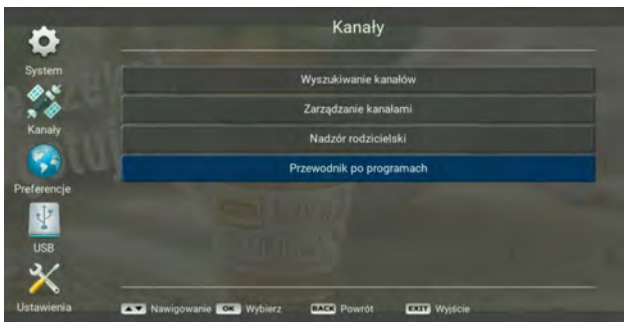 Kanały
System
Kanały
Preferencje
USB
Ustawienia
Wyszukiwanie kanałów
Zarządzanie kanałami
Nadzór rodzicielski
Przewodnik po programach
Nawigowanie OK Wybierz BACK Powrót EXIT Wyjście